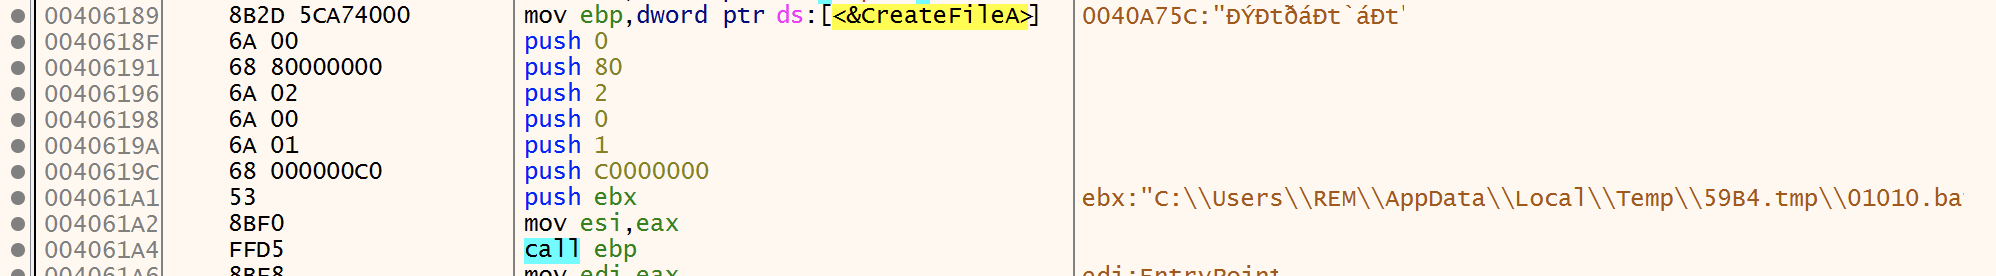 00406189 8B2D 5CA74000 mov ebp,dword ptr ds:[<&CreateFileA>] 0040A75C:"ÐÝÐtðáÐt`áÐt"
0040618F 6A 00 push 0
00406191 68 80000000 push 80
00406196 6A 02 push 2
00406198 6A 00 push 0
0040619A 6A 01 push 1
0040619C 68 000000C0 push C0000000
004061A1 53 push ebx ebx:"C:\\Users\\REM\\AppData\\Local\\Temp\\59B4.tmp\\01010.ba
004061A2 8BF0 mov esi,eax
004061A4 FFD5 call ebp
004061A6 8BF8 mov edi,eax edi:EntryPoint